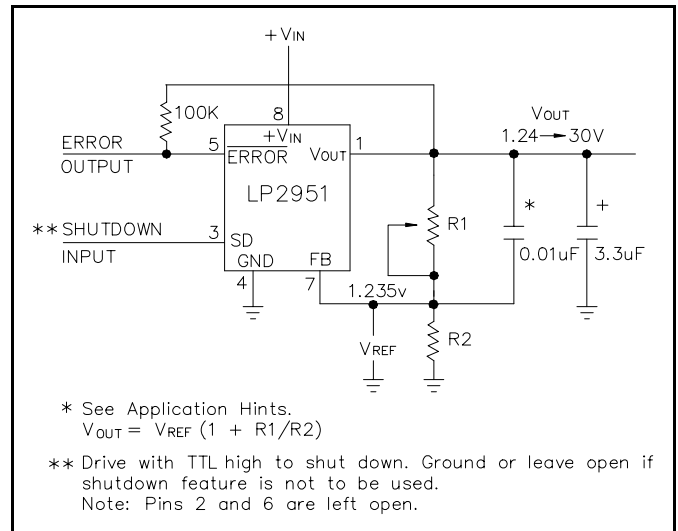 +VIN
100K
8
+VIN
VOUT
1.24→30V
ERROR
OUTPUT
5
ERROR
VOUT
1
LP2951
** SHUTDOWN
INPUT
3
SD
GND
FB
4
7
1.235v
R1
*
0.01uF
+
3.3uF
VREF
R2
* See Application Hints.
VOUT = VREF (1 + R1/R2)
** Drive with TTL high to shut down. Ground or leave open if
shutdown feature is not to be used.
Note: Pins 2 and 6 are left open.